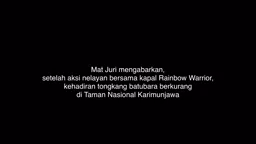 Mat Juri mengabarkan,
setelah aksi nelayan bersama kapal Rainbow Warrior,
kehadiran tongkang batubara berkurang
di Taman Nasional Karimunjawa